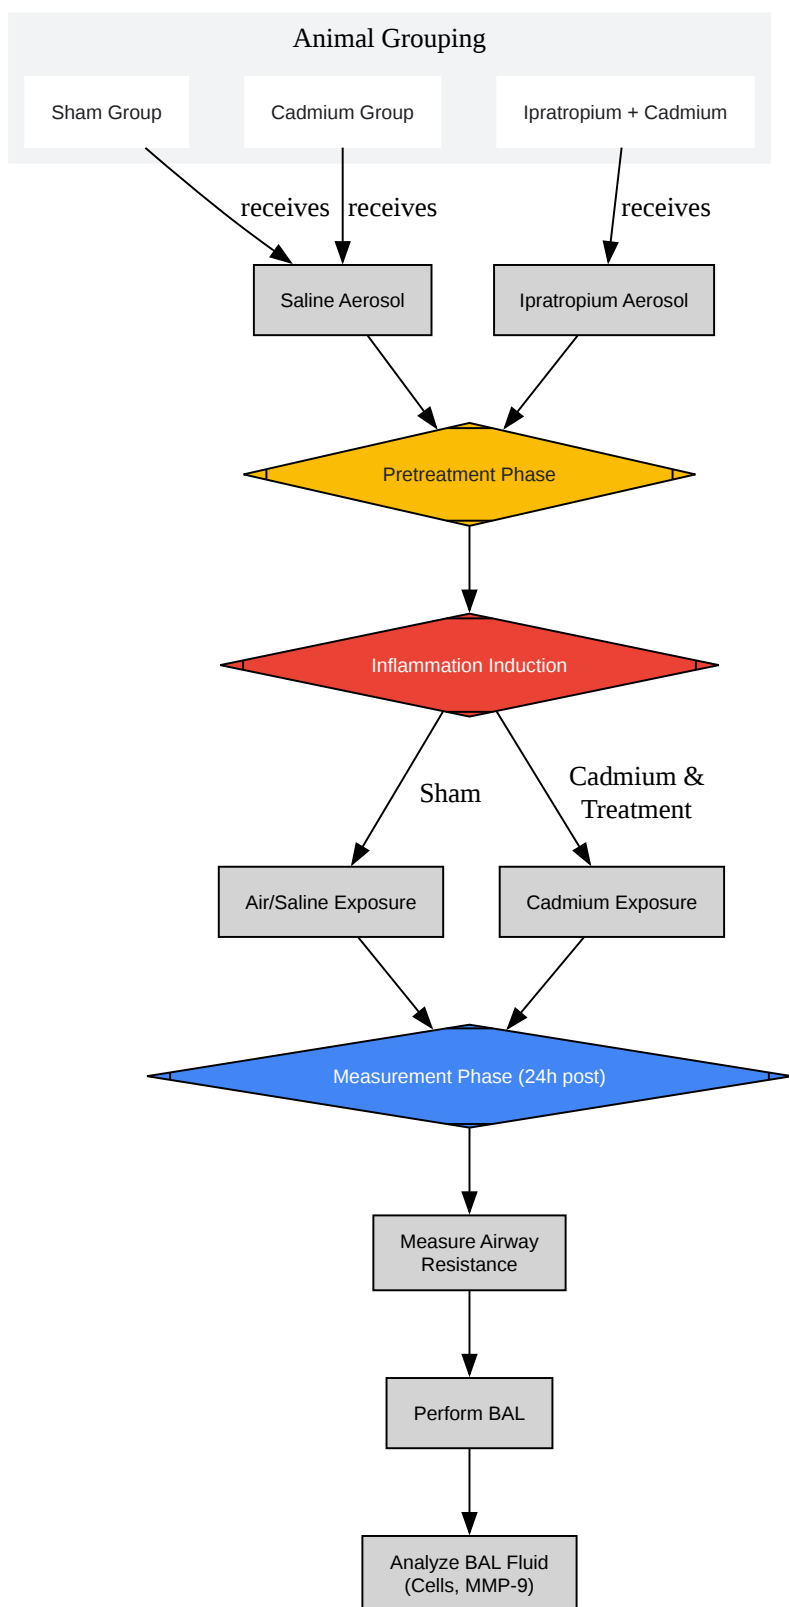 Animal Grouping
Sham Group
Cadmium Group
Ipratropium + Cadmium
receives
receives
receives
Saline Aerosol
Ipratropium Aerosol
Pretreatment Phase
Inflammation Induction
Sham
Cadmium &
Treatment
Air/Saline Exposure
Cadmium Exposure
Measurement Phase (24h post)
Measure Airway
Resistance
Perform BAL
Analyze BAL Fluid
(Cells, MMP-9)